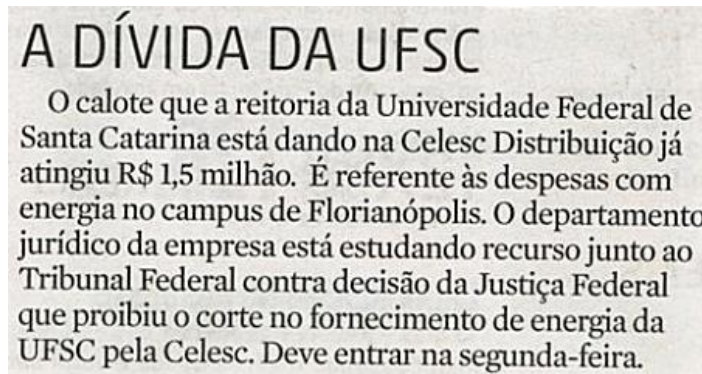 A DÍVIDA DA UFSC
O calote que a reitoria da Universidade Federal de
Santa Catarina está dando na Celesc Distribuição já
atingiu R$ 1,5 milhão. É referente às despesas com
energia no campus de Florianópolis. O departamento
jurídico da empresa está estudando recurso junto ao
Tribunal Federal contra decisão da Justiça Federal
que proibiu o corte no fornecimento de energia da
UFSC pela Celesc. Deve entrar na segunda-feira.